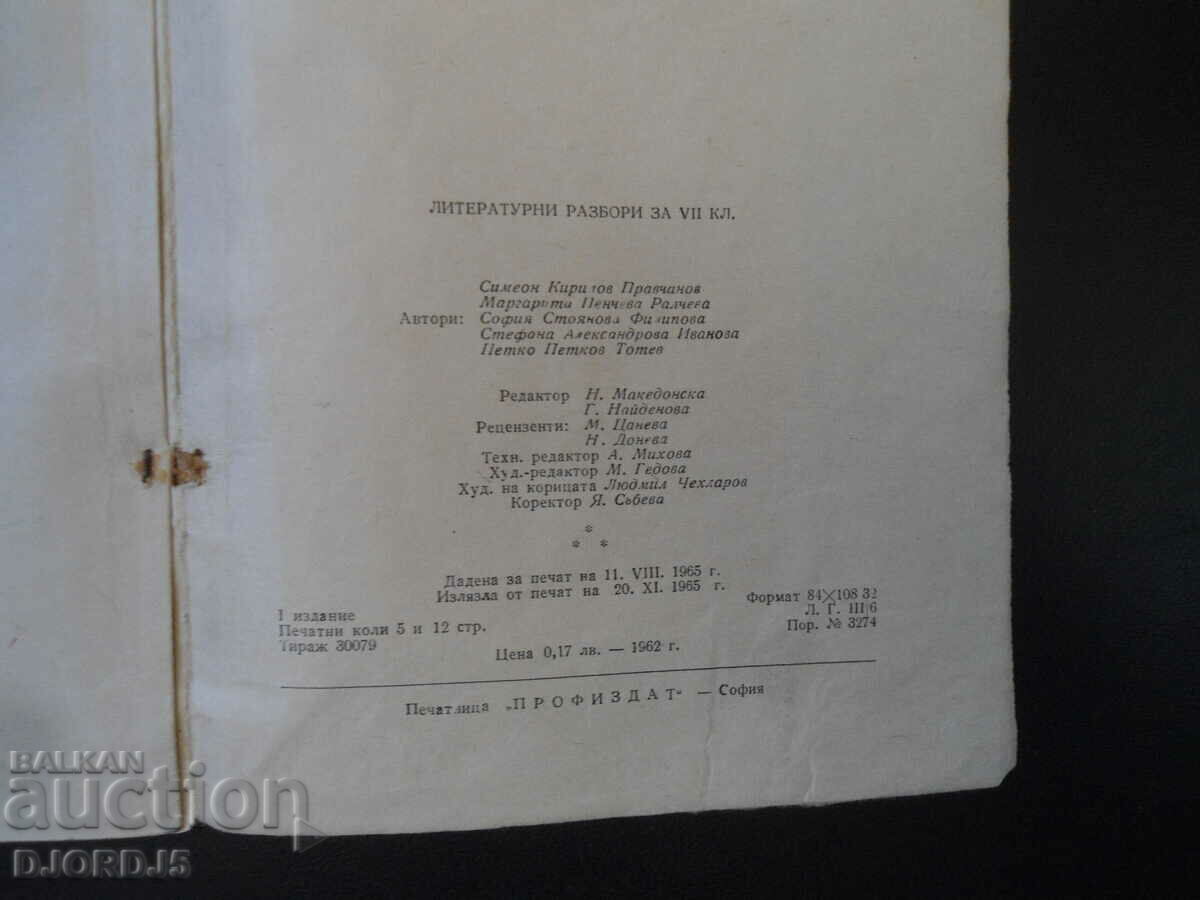 ЛИТЕРАТУРНИ РАЗБОРИ ЗА VII КЛ.
Симеон Кирилов Правчанов
Маргарита Пенчева Ралчева
Автори: София Стоянова Филипова
Стефана Александрова Иванова
Петко Петков Тотев
Редактор Н. Македонска
Г. Найденова
Рецензенти: М. Цанева
Н. Донева
Техн. редактор А. Михова
Худ.-редактор М. Гедова
Худ. на корицата Людмил Чехларов
Коректор Я. Събева
*
* *
Дадена за печат на 11. VIII. 1965 г.
Излязла от печат на 20. XI. 1965 г.
I издание
Печатни коли 5 и 12 стр.
Тираж 30079
Формат 84×108 32
Л. Г. III/6
Пор. № 3274
Цена 0,17 лв. — 1962 г.
Печатница „ПРОФИЗДАТ“ — София
BALKAN
auction
DJORDJ5